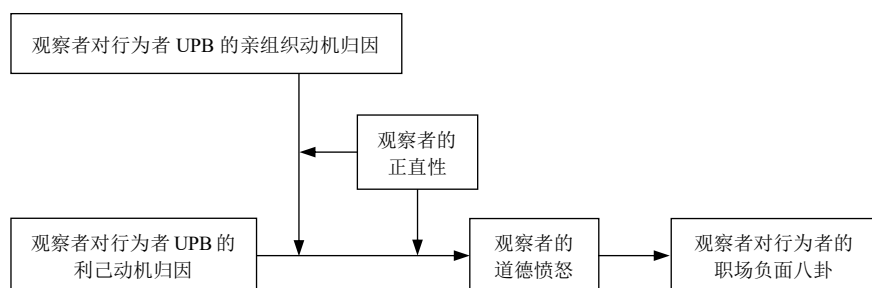 观察者对行为者 UPB 的亲组织动机归因
观察者的
正直性
观察者对行为者 UPB 的
利己动机归因
观察者的
道德愤怒
观察者对行为者的
职场负面八卦